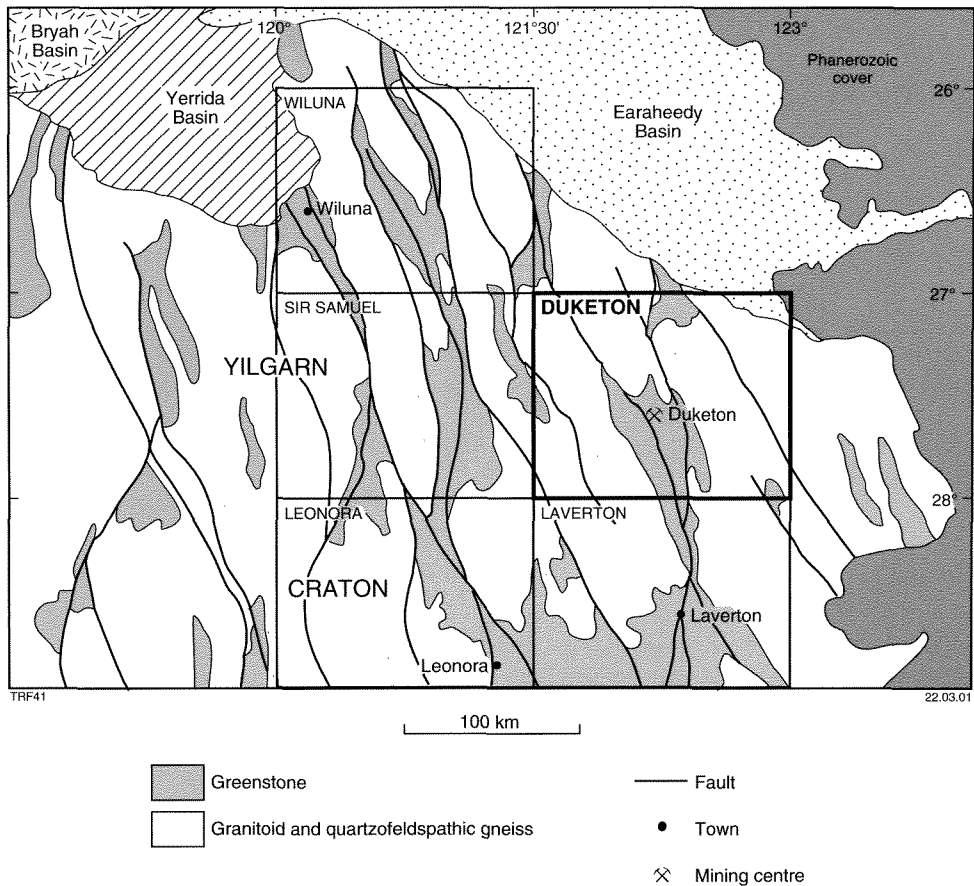 120°
121°30'
123°
Bryah
Basin
Phanerozoic
cover
26°
Yerrida
Basin
WILUNA
Earaheedy
Basin
Wiluna
27°
SIR SAMUEL
DUKETON
YILGARN
Duketon
28°
LEONORA
LAVERTON
CRATON
Laverton
Leonora
TRF41
22.03.01
100 km
Greenstone
Fault
Granitoid and quartzofeldspathic gneiss
Town
Mining centre